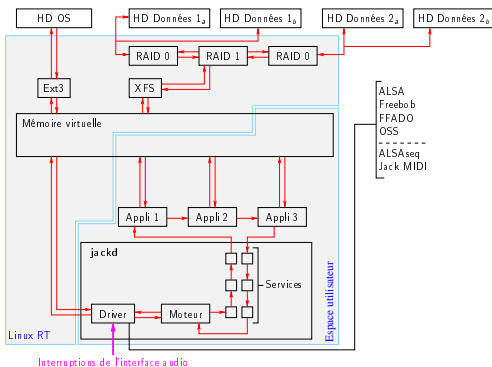 HD OS
HD Données 1a
HD Données 1b
HD Données 2a
HD Données 2b
RAID 0
RAID 1
RAID 0
Ext3
XFS
ALSA
Freebob
FFADO
OSS
ALSAseq
Jack MIDI
Mémoire virtuelle
Appli 1
Appli 2
Appli 3
jackd
Services
Driver
Moteur
Espace utilisateur
Linux RT
Interruptions de l'interface audio